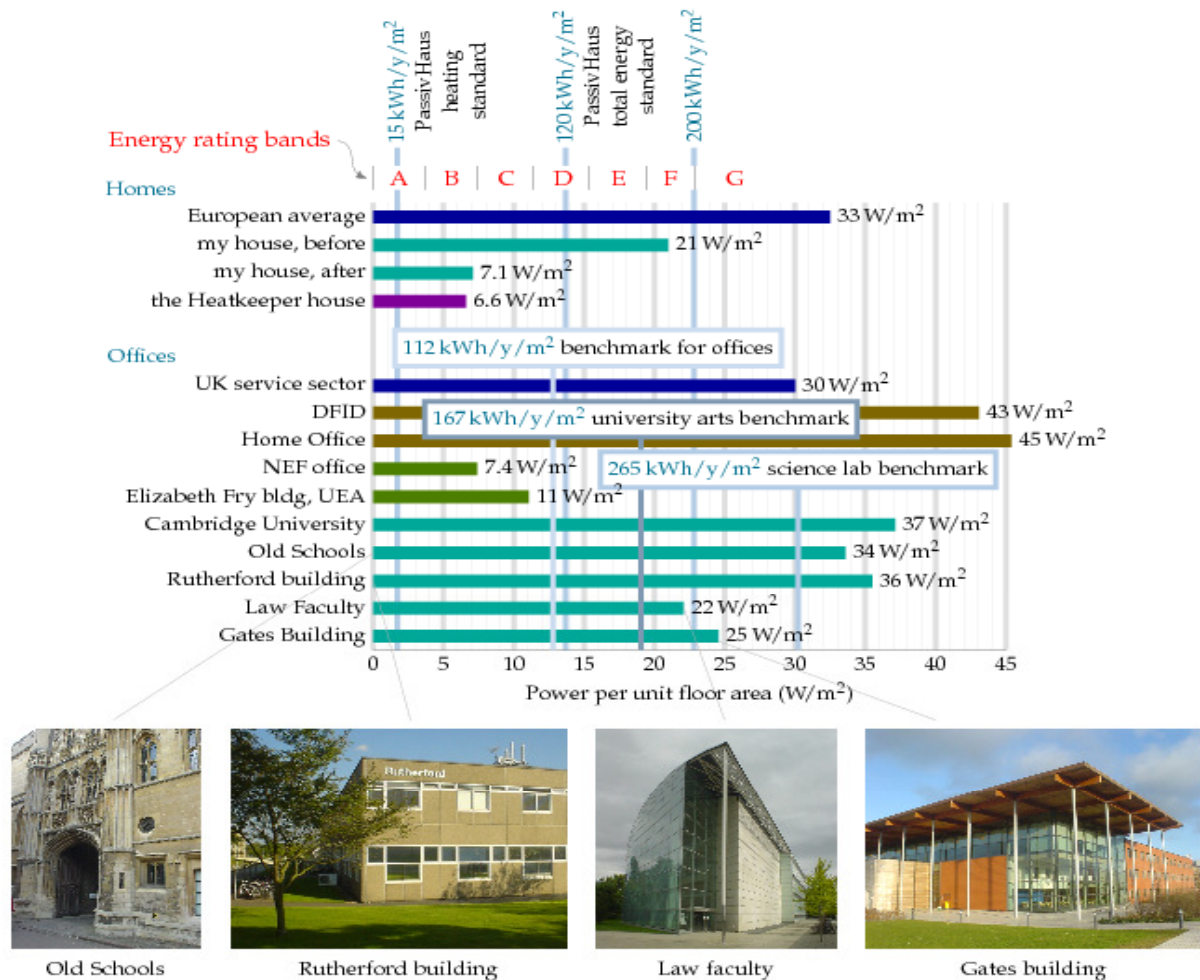 15 kWh/y/m²
PassivHaus
heating
standard
120 kWh/y/m²
PassivHaus
total energy
standard
200 kWh/y/m²
Energy rating bands
A B C D E F G
Homes
European average 33 W/m²
my house, before 21 W/m²
my house, after 7.1 W/m²
the Heatkeeper house 6.6 W/m²
112 kWh/y/m² benchmark for offices
Offices
UK service sector 30 W/m²
DFID 43 W/m²
167 kWh/y/m² university arts benchmark
Home Office 45 W/m²
NEF office 7.4 W/m²
265 kWh/y/m² science lab benchmark
Elizabeth Fry bldg, UEA 11 W/m²
Cambridge University 37 W/m²
Old Schools 34 W/m²
Rutherford building 36 W/m²
Law Faculty 22 W/m²
Gates Building 25 W/m²
0 5 10 15 20 25 30 35 40 45
Power per unit floor area (W/m²)
Rutherford
Old Schools
Rutherford building
Law faculty
Gates building